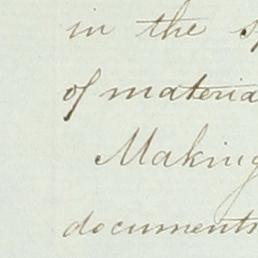 in the
of materia
Making
documents